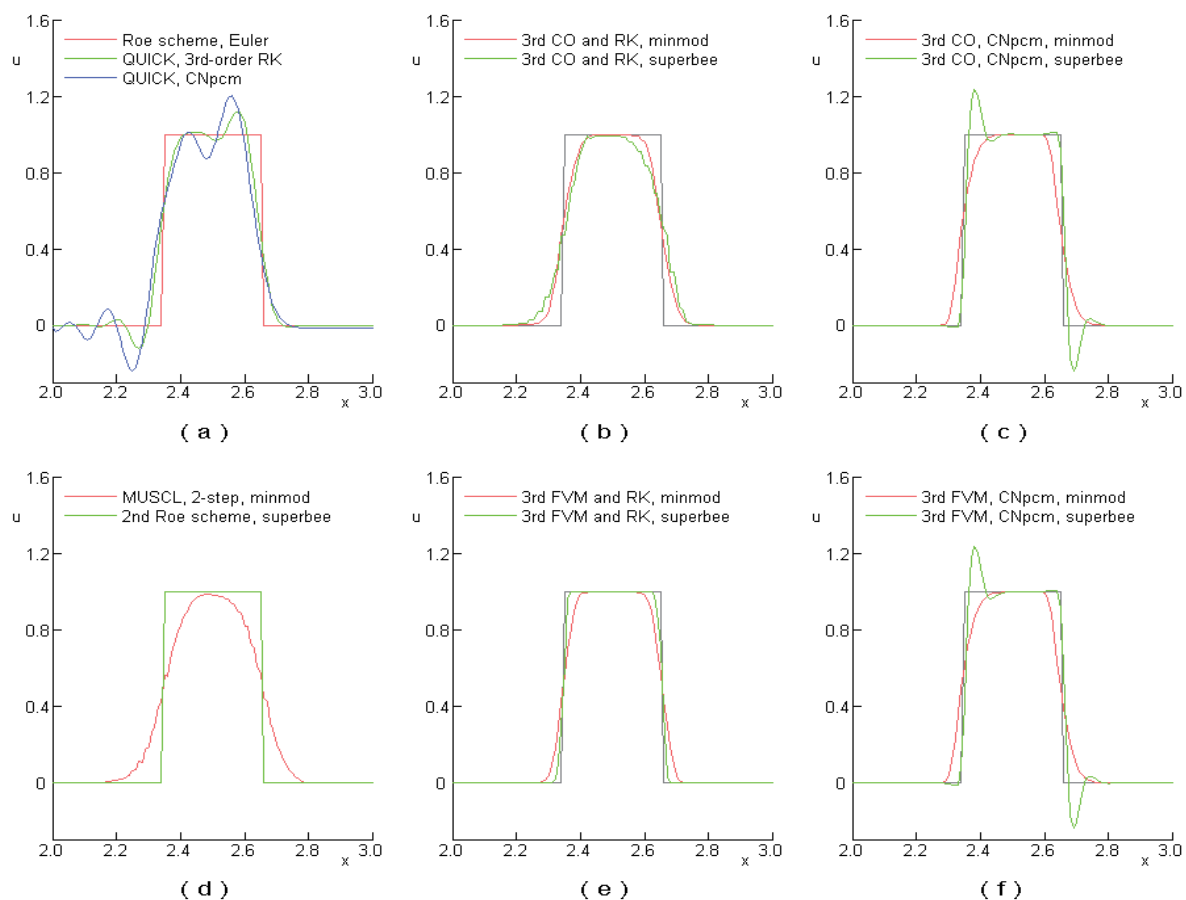 1.6
Roe scheme, Euler
u
QUICK, 3rd-order RK
QUICK, CNpcm
1.2
0.8
0.4
0
2.0 2.2 2.4 2.6 2.8 3.0
x
( a )
1.6
3rd CO and RK, minmod
u
3rd CO and RK, superbee
1.2
0.8
0.4
0
2.0 2.2 2.4 2.6 2.8 3.0
x
( b )
1.6
3rd CO, CNpcm, minmod
u
3rd CO, CNpcm, superbee
1.2
0.8
0.4
0
2.0 2.2 2.4 2.6 2.8 3.0
x
( c )
1.6
MUSCL, 2-step, minmod
u
2nd Roe scheme, superbee
1.2
0.8
0.4
0
2.0 2.2 2.4 2.6 2.8 3.0
x
( d )
1.6
3rd FVM and RK, minmod
u
3rd FVM and RK, superbee
1.2
0.8
0.4
0
2.0 2.2 2.4 2.6 2.8 3.0
x
( e )
1.6
3rd FVM, CNpcm, minmod
u
3rd FVM, CNpcm, superbee
1.2
0.8
0.4
0
2.0 2.2 2.4 2.6 2.8 3.0
x
( f )